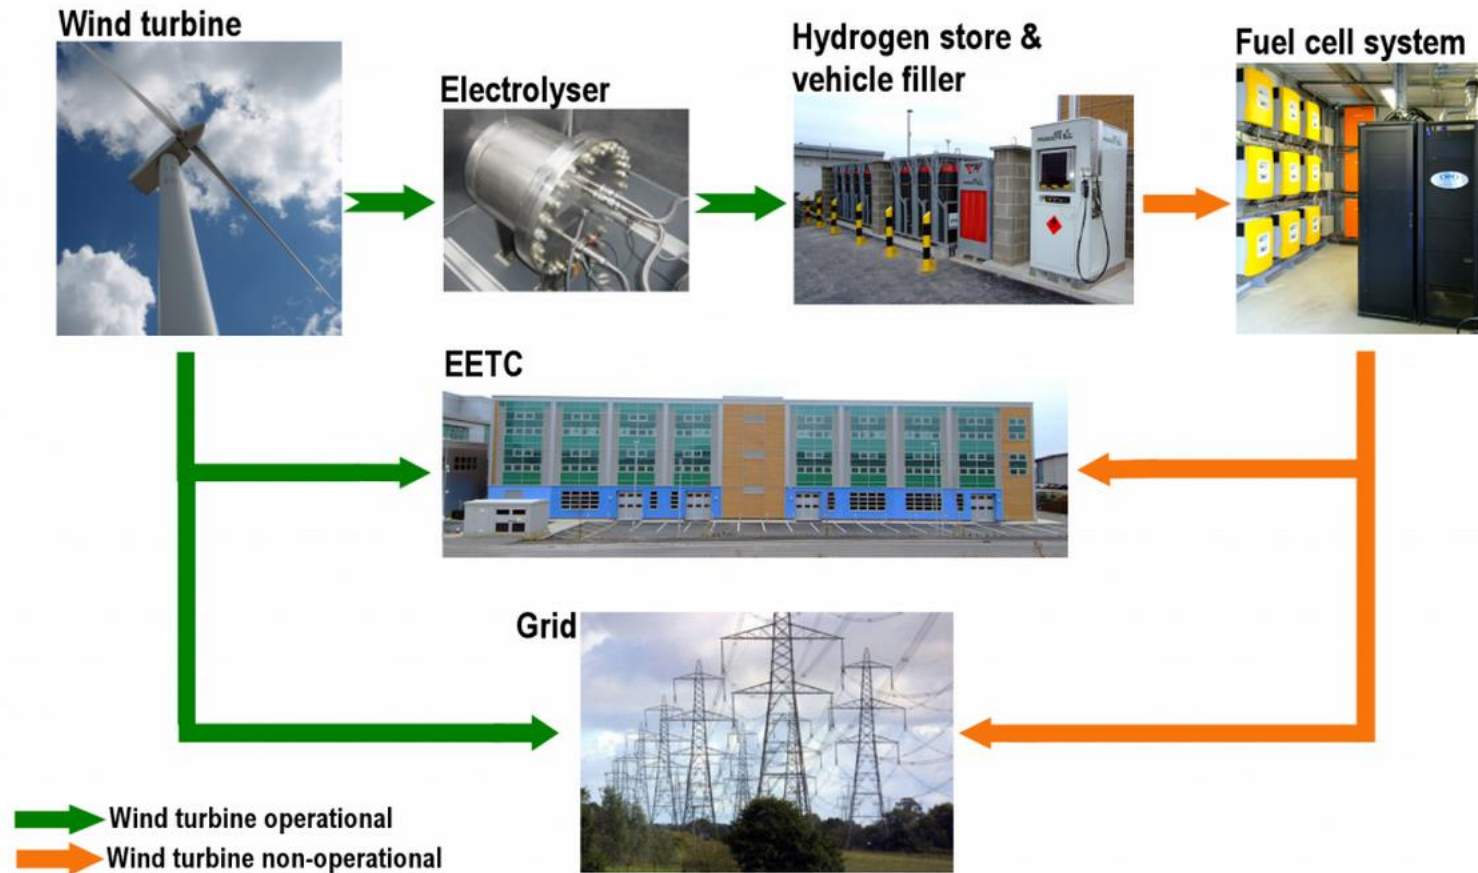 Wind turbine
Electrolyser
Hydrogen store &
vehicle filler
Fuel cell system
EETC
Grid
Wind turbine operational
Wind turbine non-operational